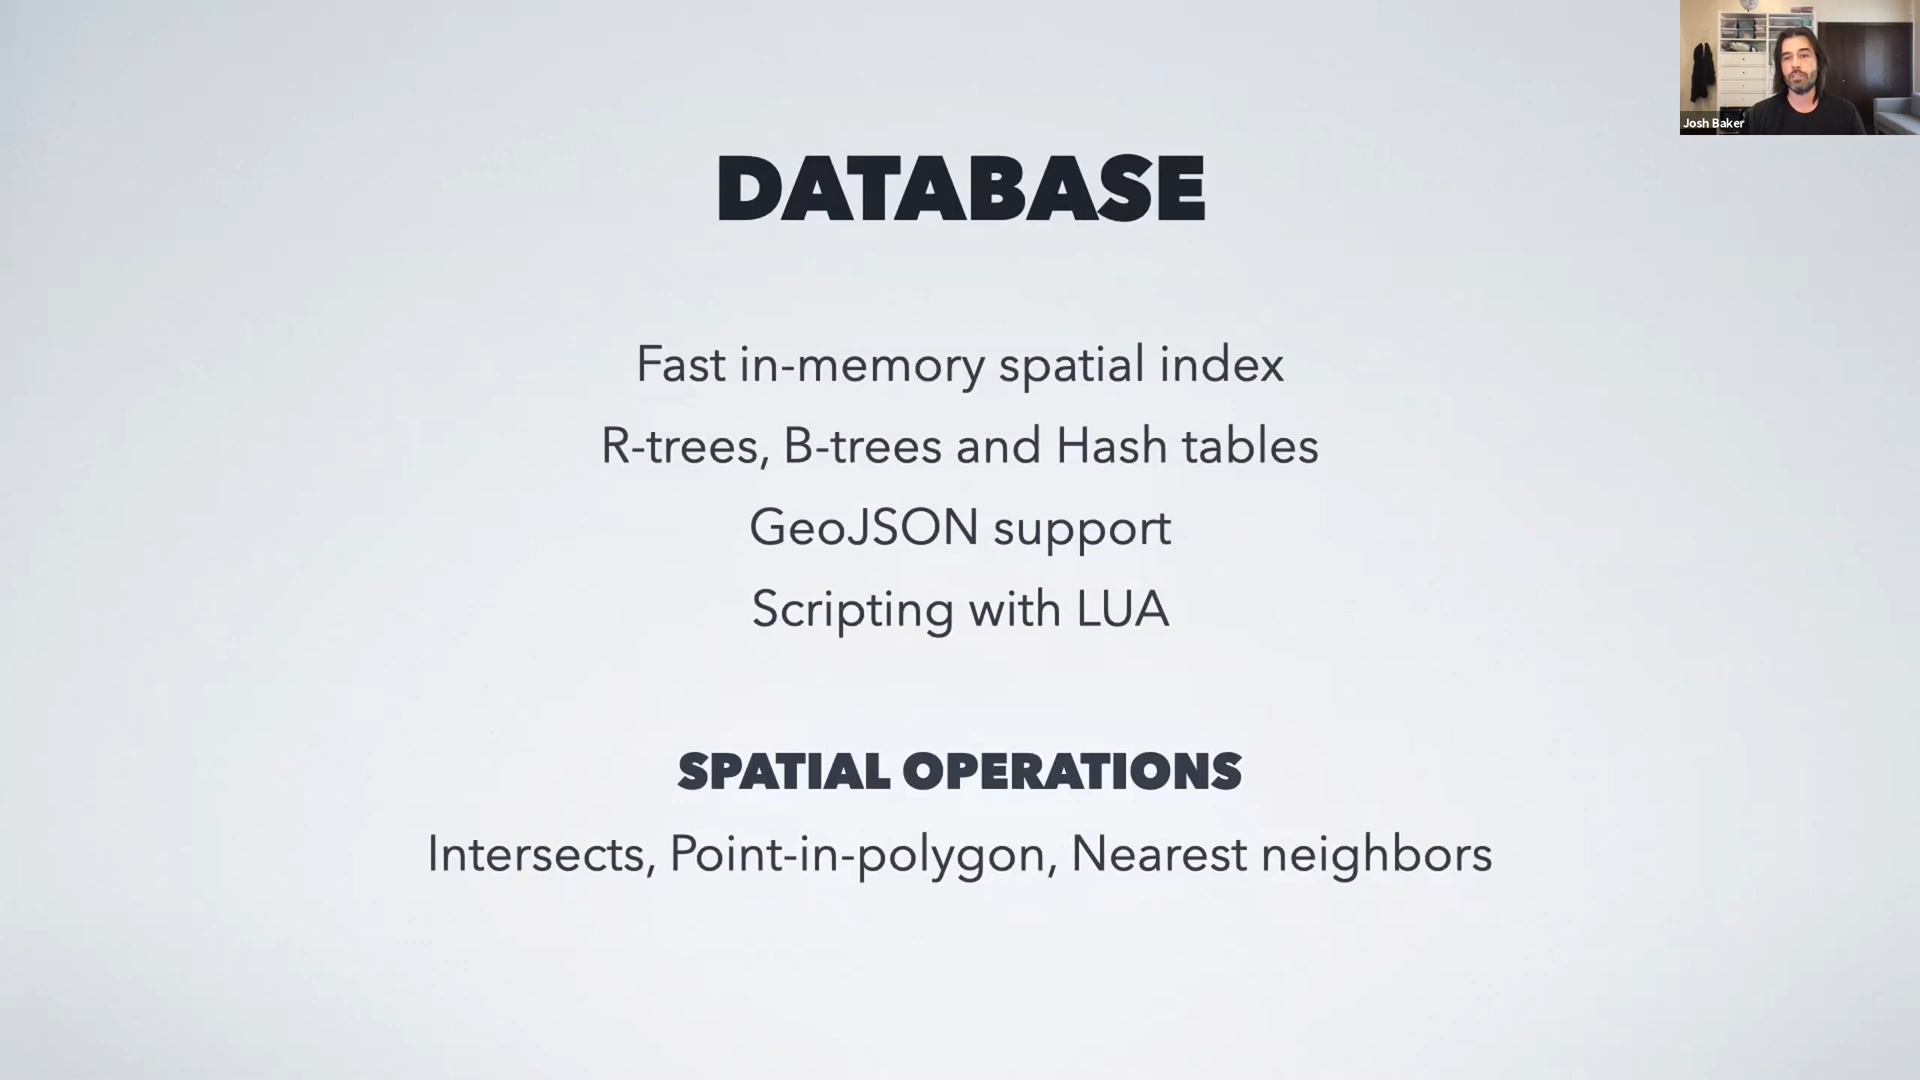 Josh Baker
DATABASE
Fast in-memory spatial index
R-trees, B-trees and Hash tables
GeoJSON support
Scripting with LUA
SPATIAL OPERATIONS
Intersects, Point-in-polygon, Nearest neighbors